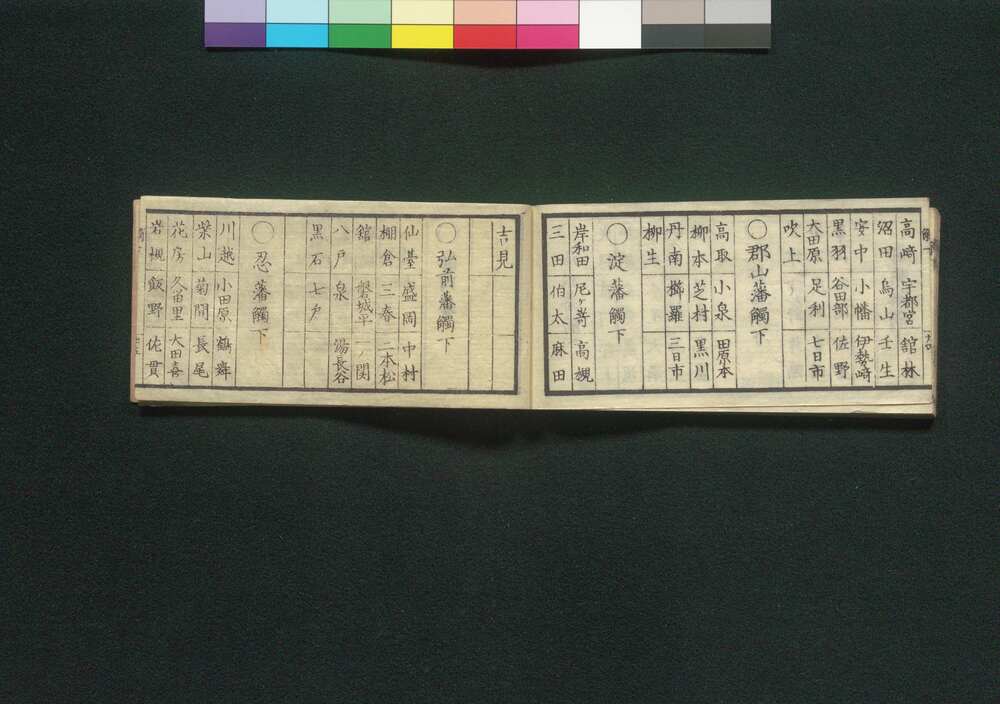 高崎 宇都宮 舘林
沼田 烏山 壬生
安中 小幡 伊勢崎
黒羽 谷田部 佐野
大田原 足利 七日市
吹上
○郡山藩觸下
高取 小泉 田原本
柳本 芝村 黒川
丹南 櫛羅 三日市
柳生
○淀藩觸下
岸和田 尼ヶ嵜 高槻
三田 伯太 麻田
吉見
○弘前藩觸下
仙臺 盛岡 中村
棚倉 三春 二本松
舘 磐城平 一ノ関
八戸 泉 湯長谷
黒石 七戸
○忍藩觸下
川越 小田原 鶴舞
柴山 菊間 長尾
花房 久留里 大田喜
岩槻 飯野 佐貫